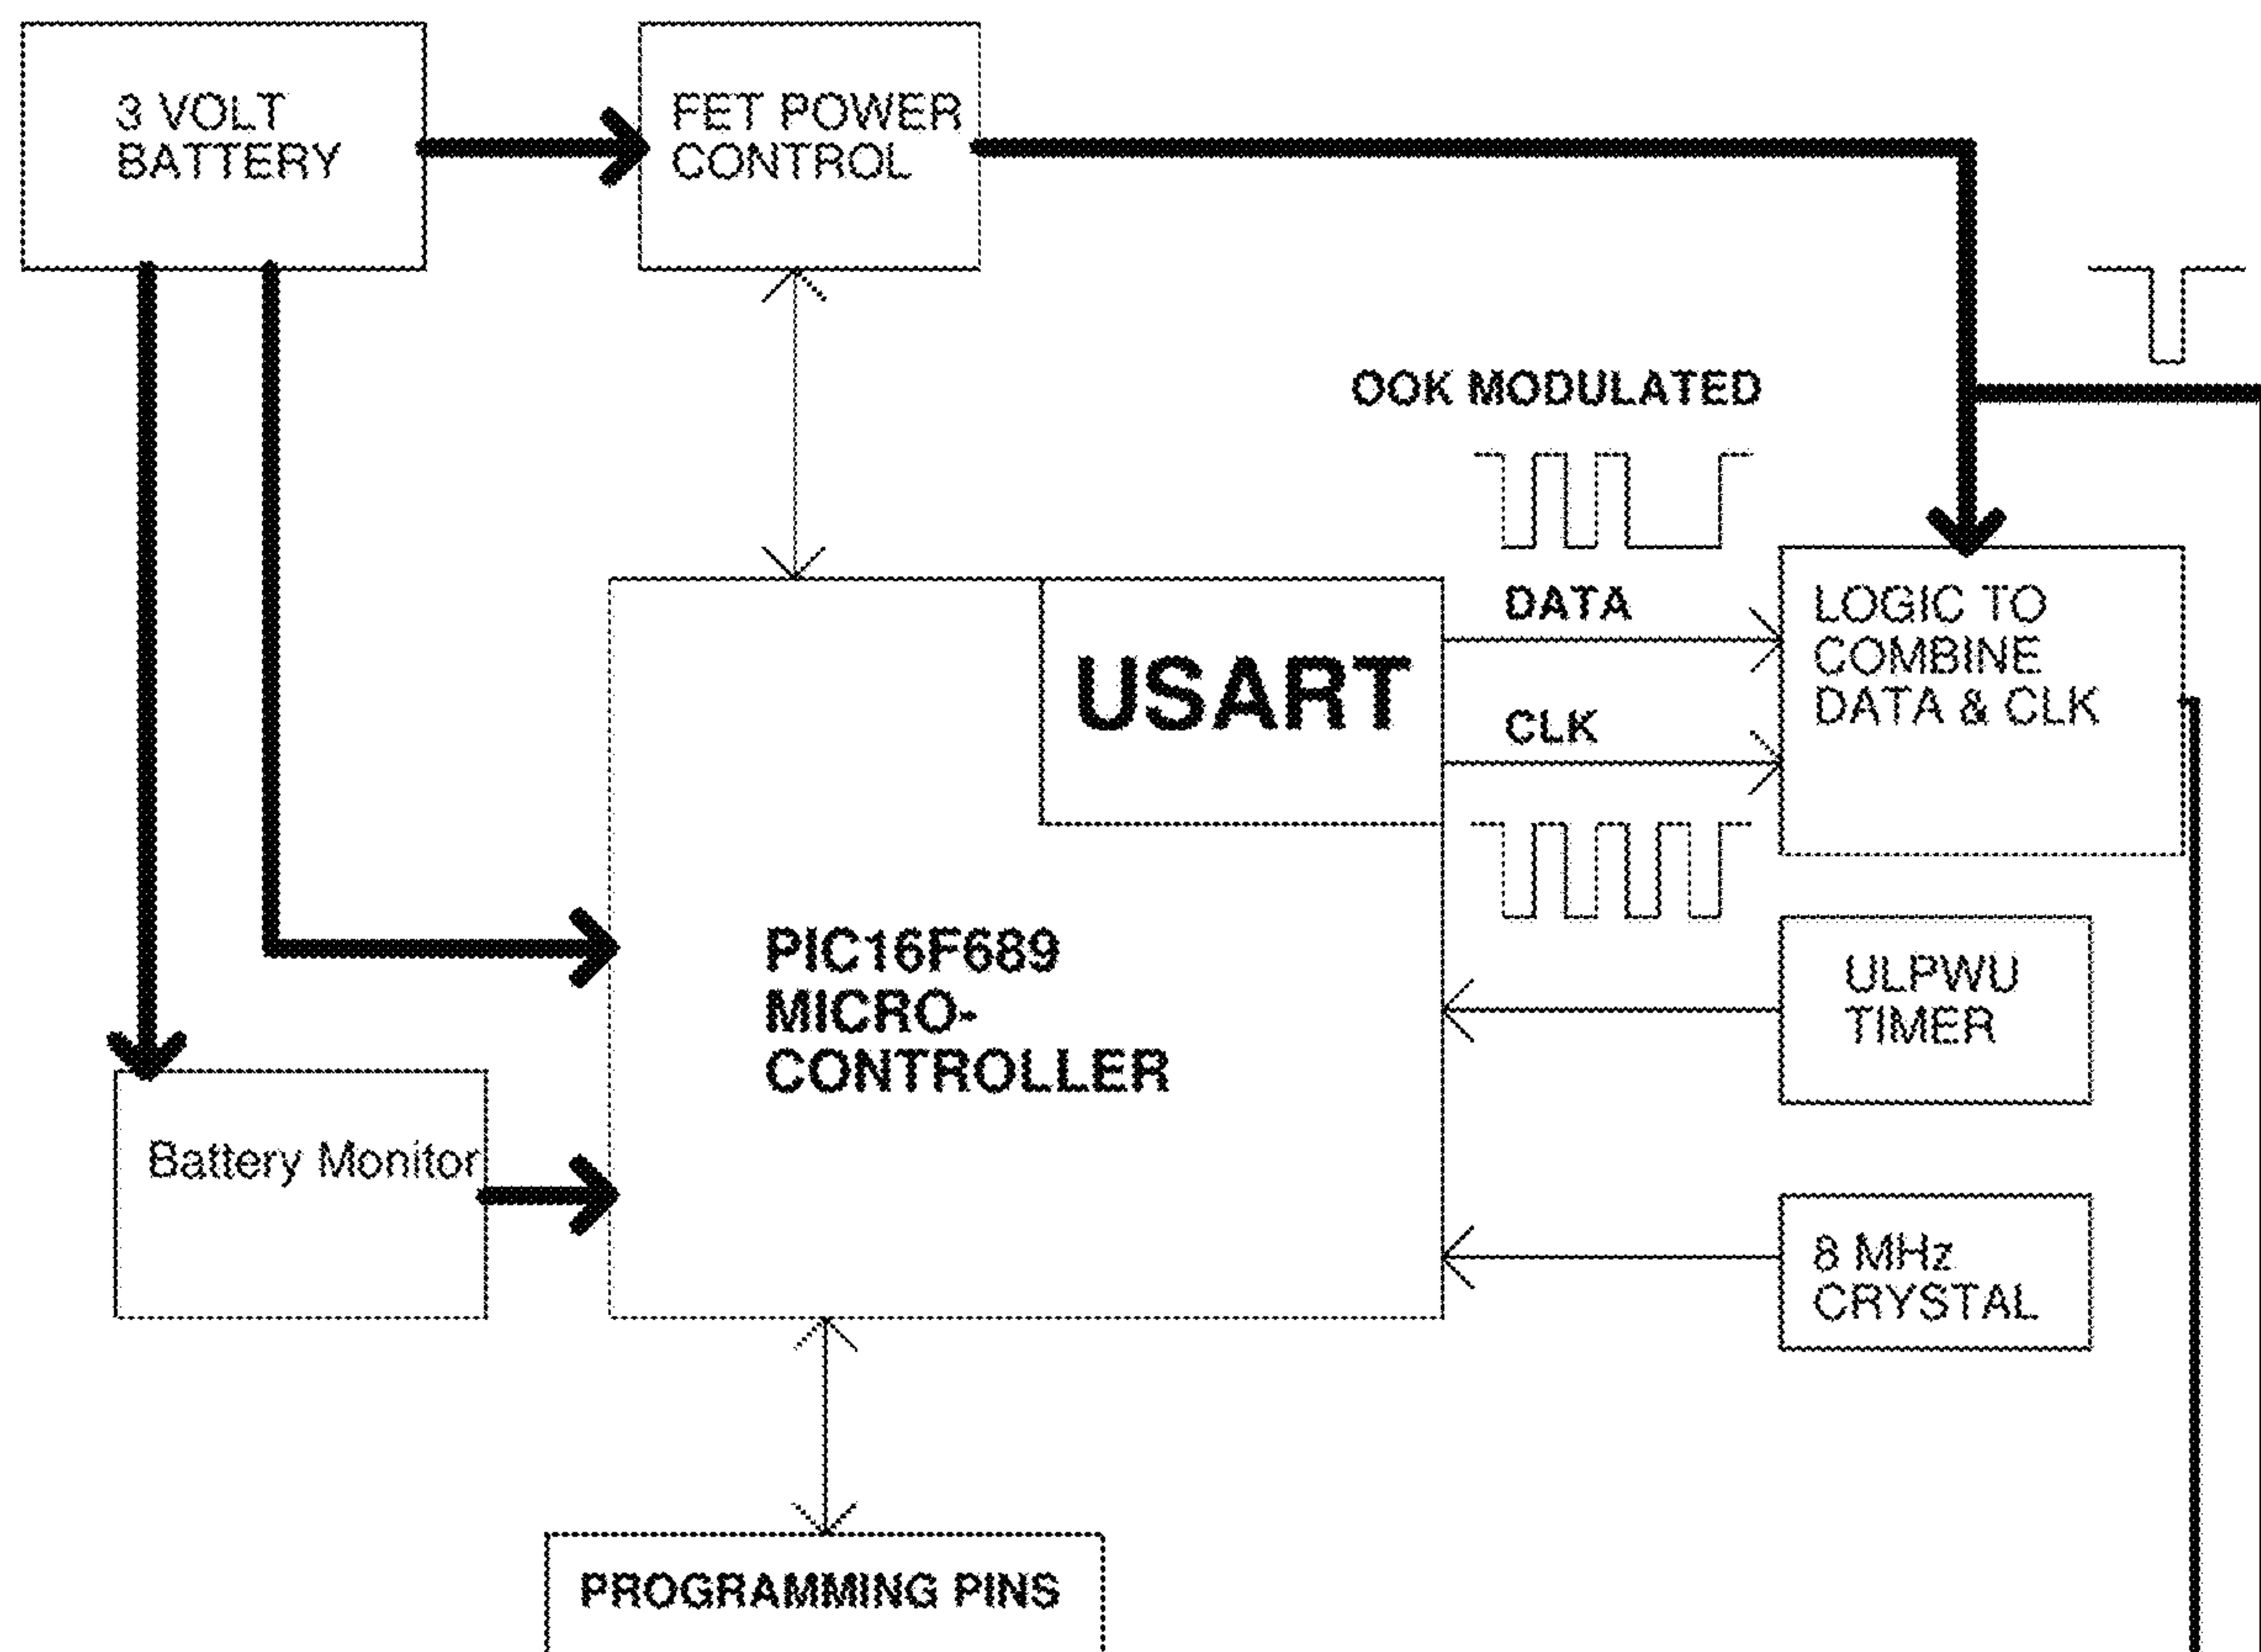 3 VOLT
BATTERY
FET POWER
CONTROL
OOK MODULATED
DATA
USART
CLK
LOGIC TO
COMBINE
DATA & CLK
PIC16F689
MICRO-
CONTROLLER
ULPWU
TIMER
Battery Monitor
8 MHz
CRYSTAL
PROGRAMMING PINS